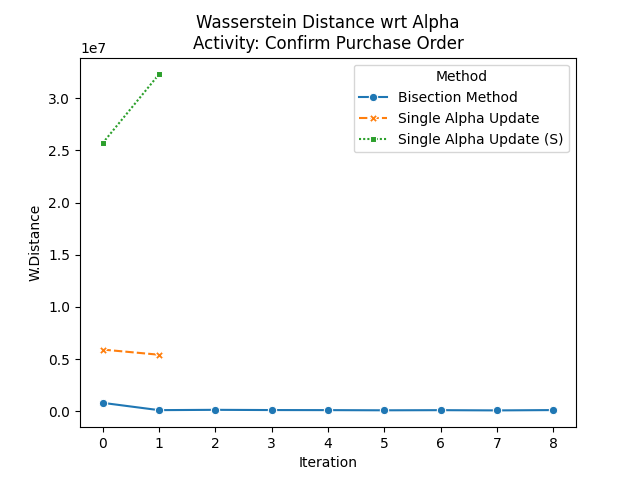 Wasserstein Distance wrt Alpha
Activity: Confirm Purchase Order
1e7
Method
Bisection Method
Single Alpha Update
Single Alpha Update (S)
3.0
2.5
2.0
1.5
1.0
0.5
0.0
W.Distance
0 1 2 3 4 5 6 7 8
Iteration